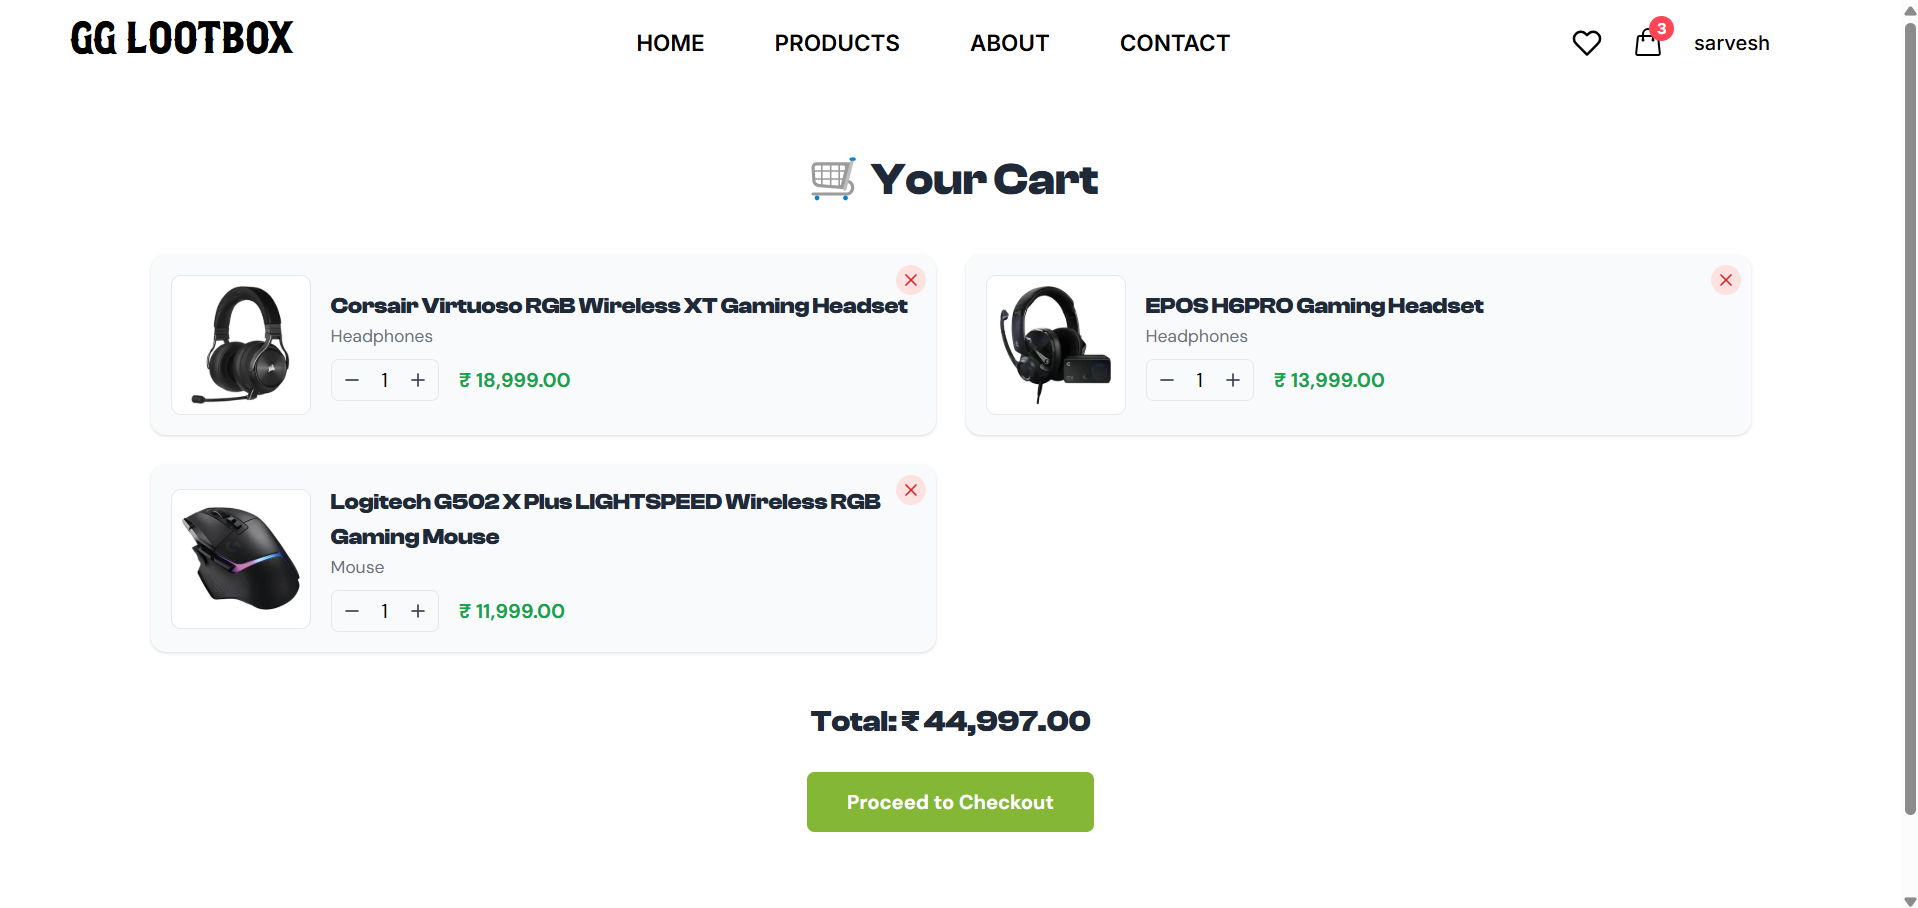 GG LOOTBOX
HOME
PRODUCTS
ABOUT
CONTACT
3
sarvesh
Your Cart
Corsair Virtuoso RGB Wireless XT Gaming Headset
Headphones
1
₹ 18,999.00
EPOS H6PRO Gaming Headset
Headphones
1
₹ 13,999.00
Logitech G502 X Plus LIGHTSPEED Wireless RGB
Gaming Mouse
Mouse
1
₹ 11,999.00
Total: ₹ 44,997.00
Proceed to Checkout